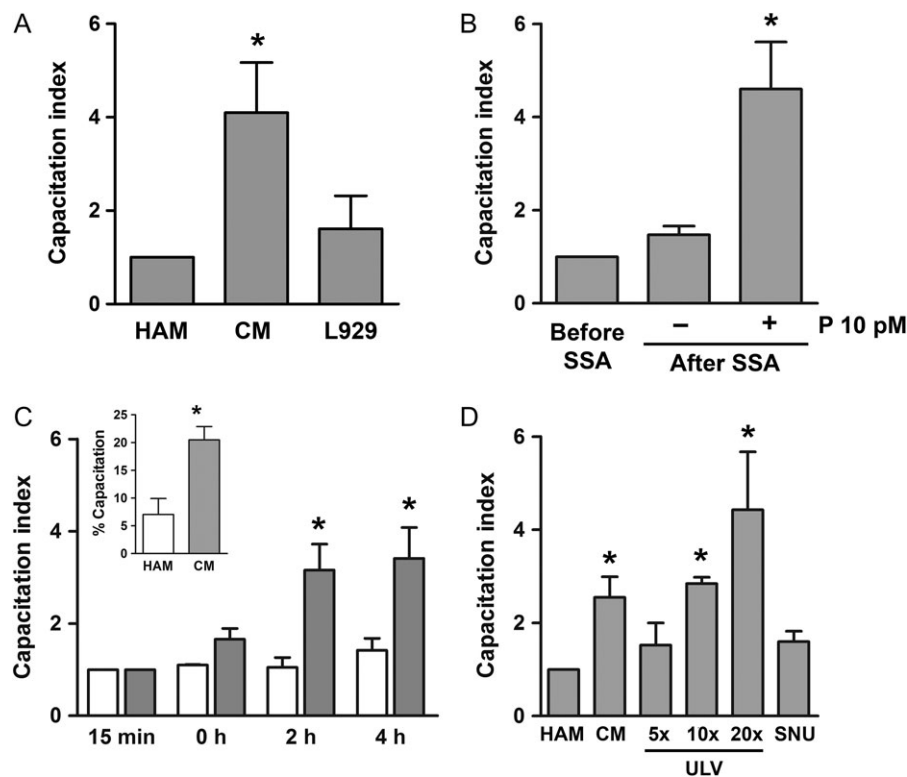 A
Capacitation index
6
4
2
0
*
HAM CM L929
B
Capacitation index
6
4
2
0
*
Before SSA
− + P 10 pM
After SSA
C
Capacitation index
6
4
2
0
% Capacitation
25
20
15
10
5
0
*
HAM CM
* *
15 min 0 h 2 h 4 h
D
Capacitation index
6
4
2
0
* * *
HAM CM 5x 10x 20x SNU
ULV